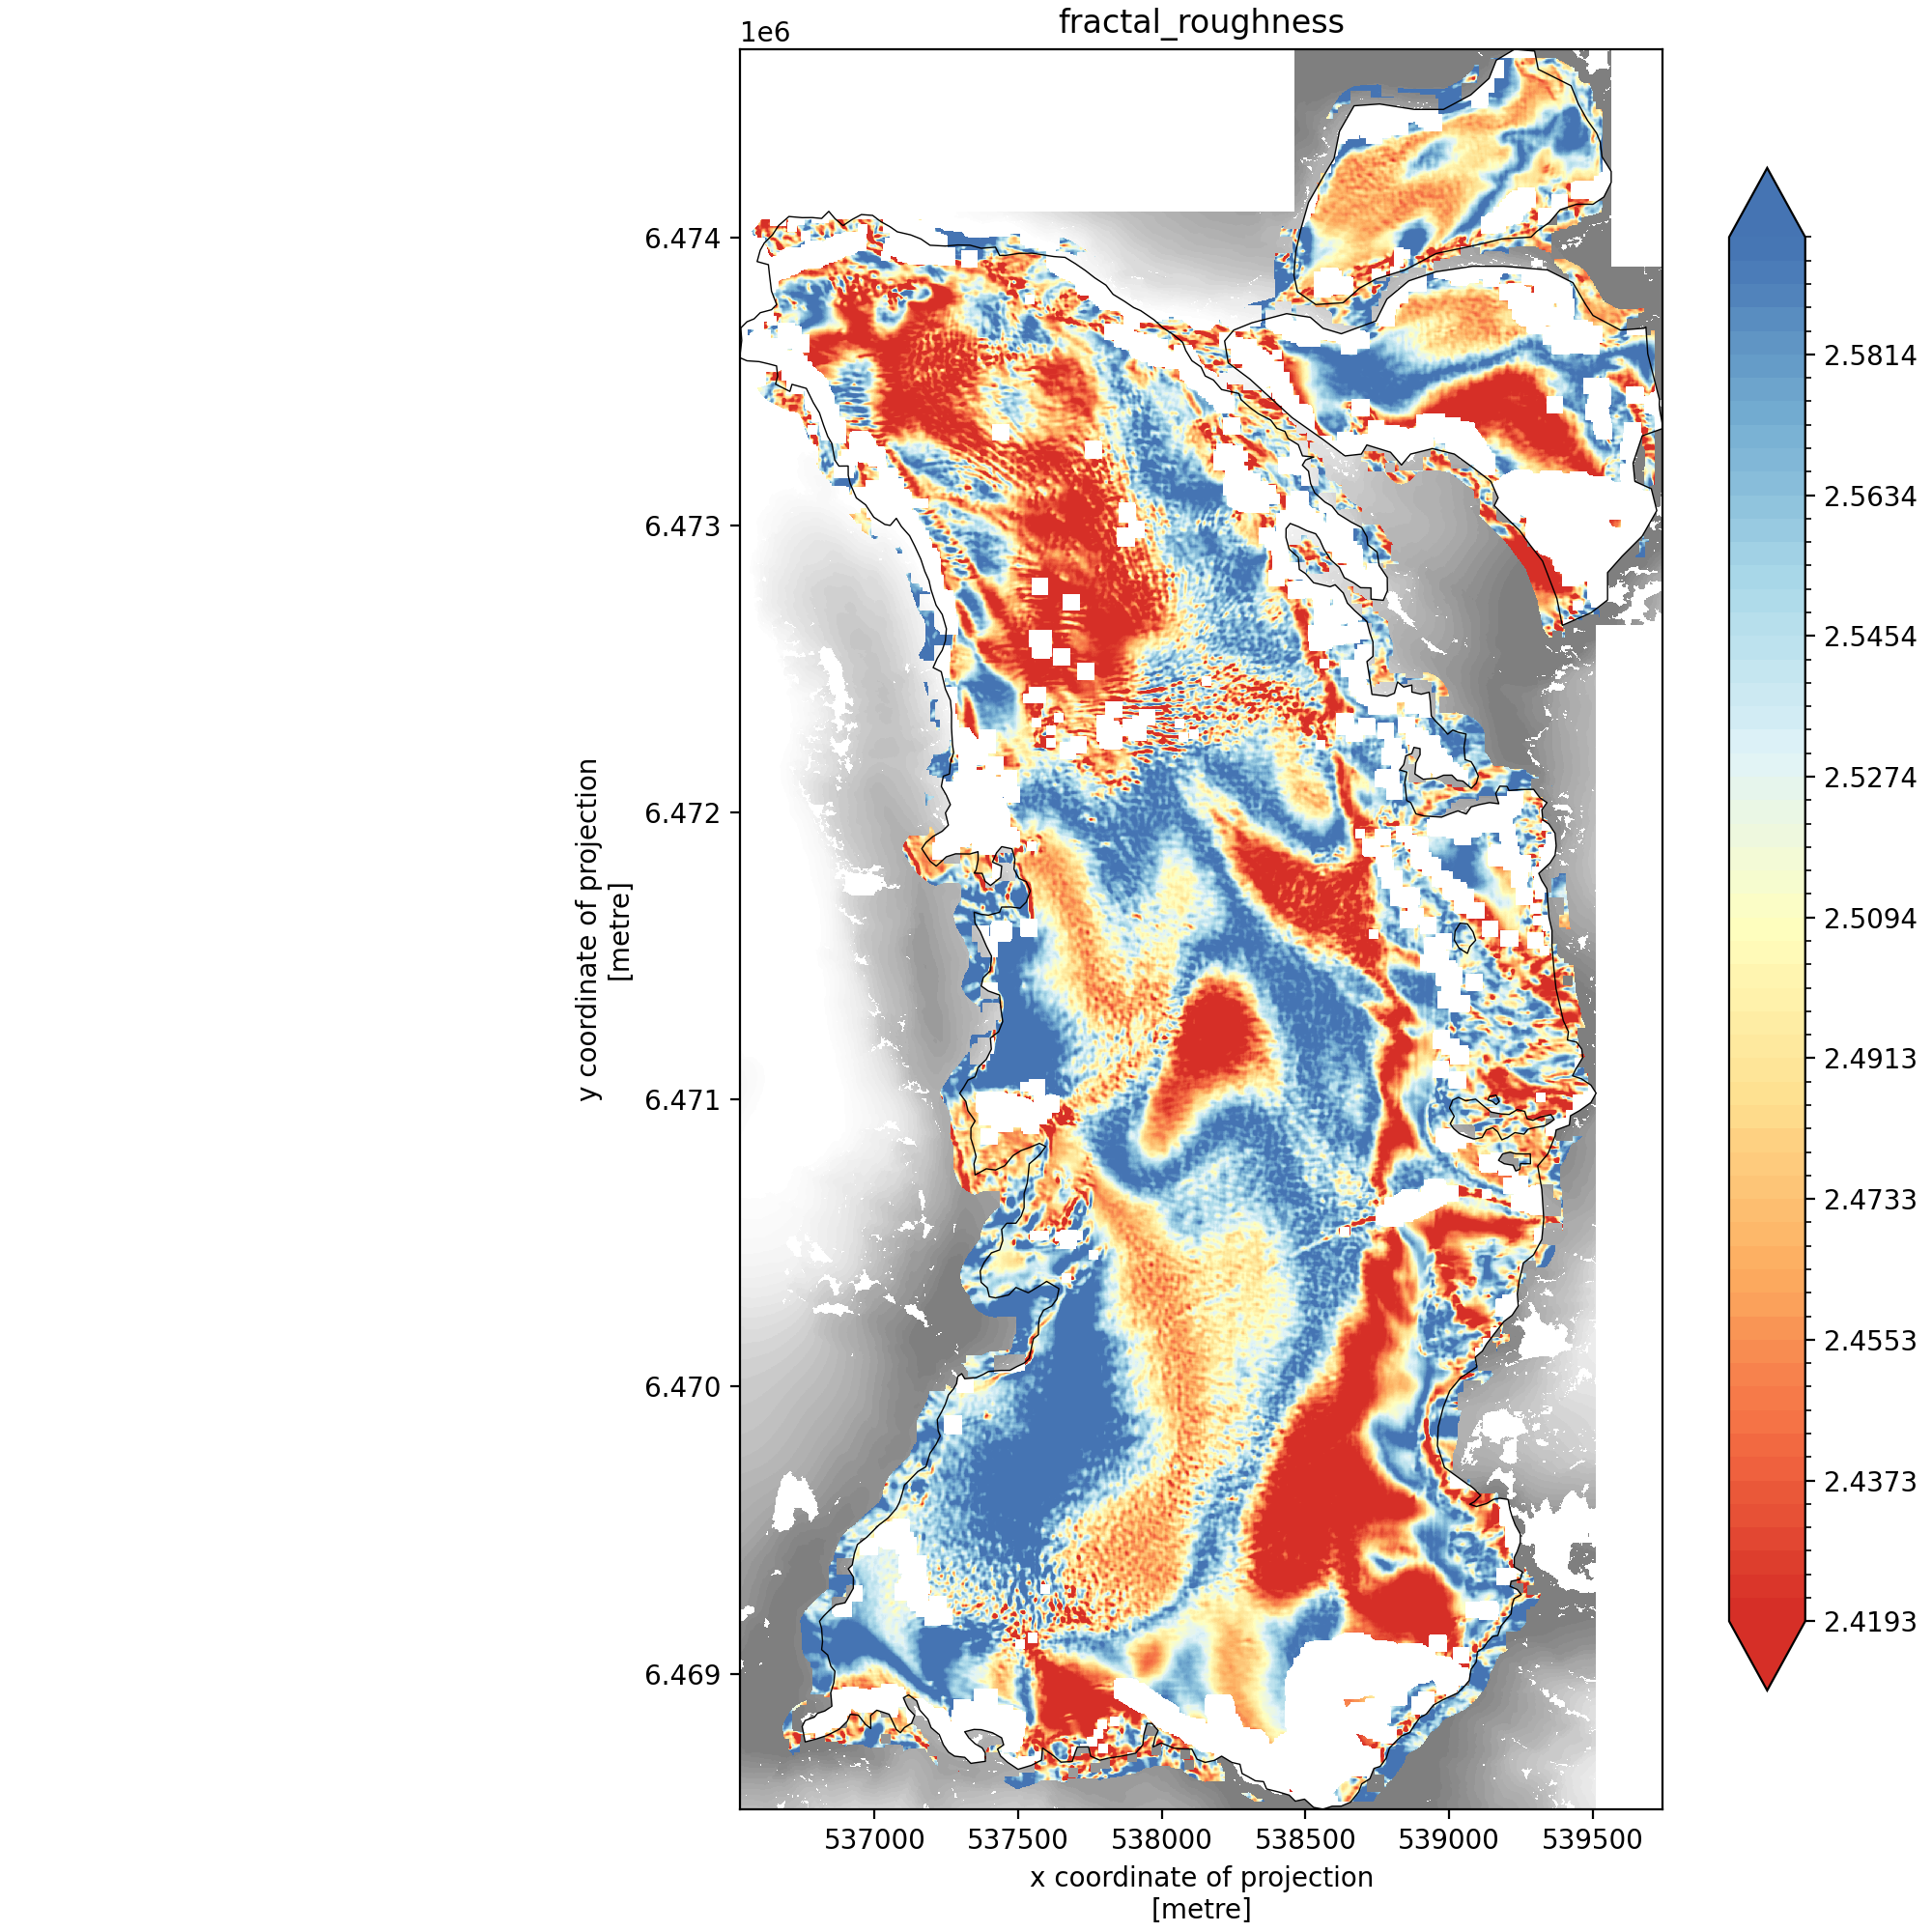 fractal_roughness
1e6
6.474
6.473
6.472
6.471
6.470
6.469
y coordinate of projection
[metre]
537000 537500 538000 538500 539000 539500
x coordinate of projection
[metre]
2.5814
2.5634
2.5454
2.5274
2.5094
2.4913
2.4733
2.4553
2.4373
2.4193